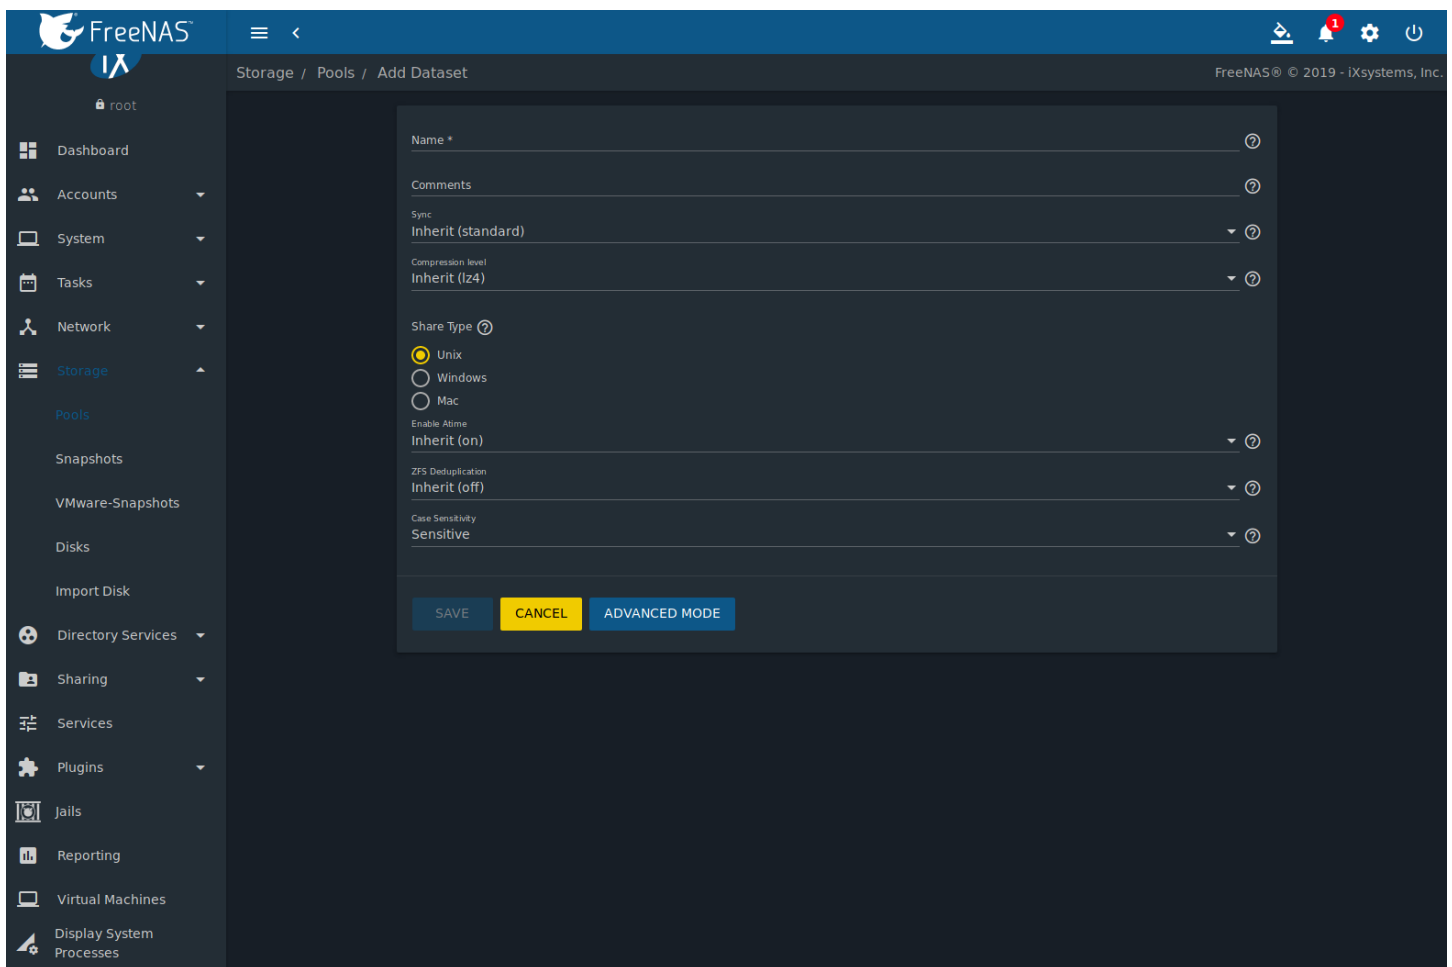 FreeNAS™
1
iX
root
Storage / Pools / Add Dataset
FreeNAS® © 2019 - iXsystems, Inc.
Dashboard
Accounts
System
Tasks
Network
Storage
Pools
Snapshots
VMware-Snapshots
Disks
Import Disk
Directory Services
Sharing
Services
Plugins
Jails
Reporting
Virtual Machines
Display System
Processes
Name *
Comments
Sync
Inherit (standard)
Compression level
Inherit (lz4)
Share Type
Unix
Windows
Mac
Enable Atime
Inherit (on)
ZFS Deduplication
Inherit (off)
Case Sensitivity
Sensitive
SAVE
CANCEL
ADVANCED MODE